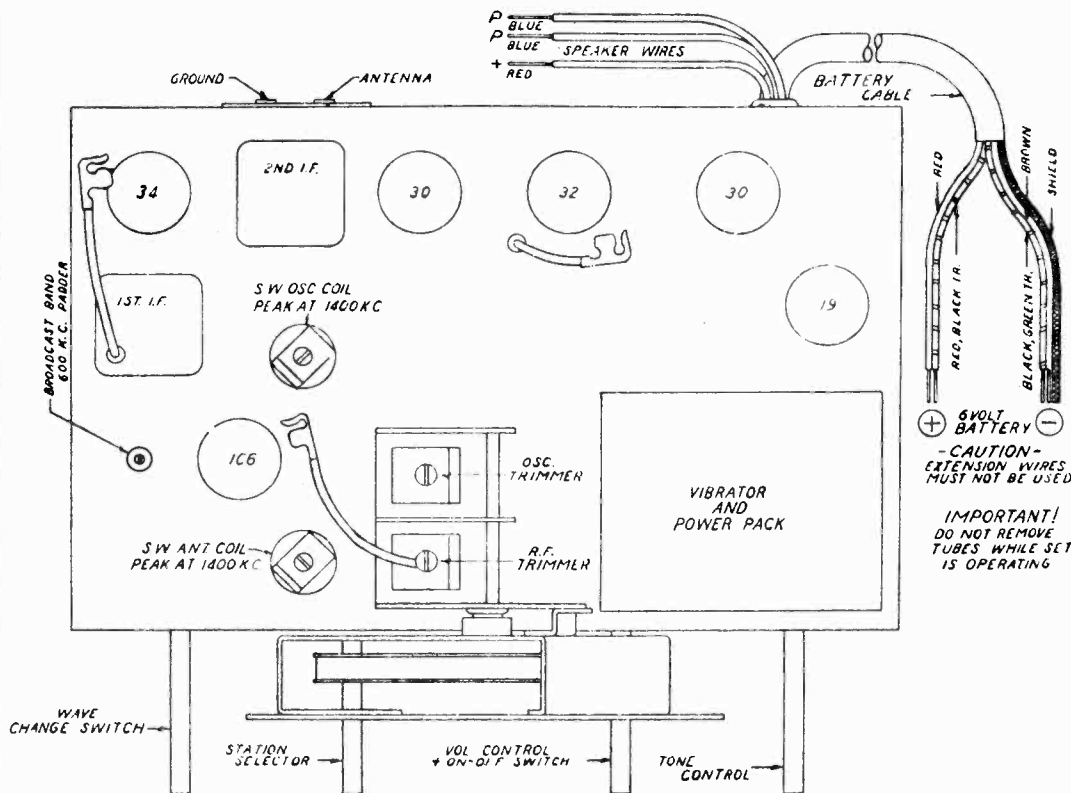 P
BLUE
P
BLUE
SPEAKER WIRES
+
RED
GROUND
ANTENNA
BATTERY
CABLE
RED
BROWN
SHIELD
34
2ND I.F.
30
32
30
1ST. I.F.
S W OSC COIL
PEAK AT 1400 KC
19
BROADCAST BAND
600 K.C. PADDER
RED, BLACK TR.
BLACK, GREEN TR.
+
6 VOLT
BATTERY
-
- CAUTION -
EXTENSION WIRES
MUST NOT BE USED
1C6
OSC.
TRIMMER
VIBRATOR
AND
POWER PACK
IMPORTANT!
DO NOT REMOVE
TUBES WHILE SET
IS OPERATING
S W ANT COIL
PEAK AT 1400 KC
R.F.
TRIMMER
WAVE
CHANGE SWITCH
STATION
SELECTOR
VOL CONTROL
+ ON-OFF SWITCH
TONE
CONTROL